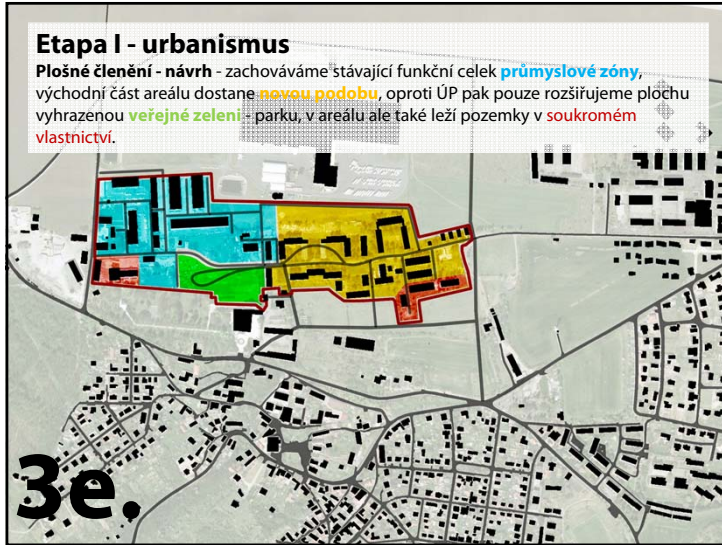 Etapa I - urbanismus
Plošné členění - návrh - zachováváme stávající funkční celek průmyslové zóny,
východní část areálu dostane novou podobu, oproti ÚP pak pouze rozšiřujeme plochu
vyhrazenou veřejné zeleni - parku, v areálu ale také leží pozemky v soukromém
vlastnictví.
3e.